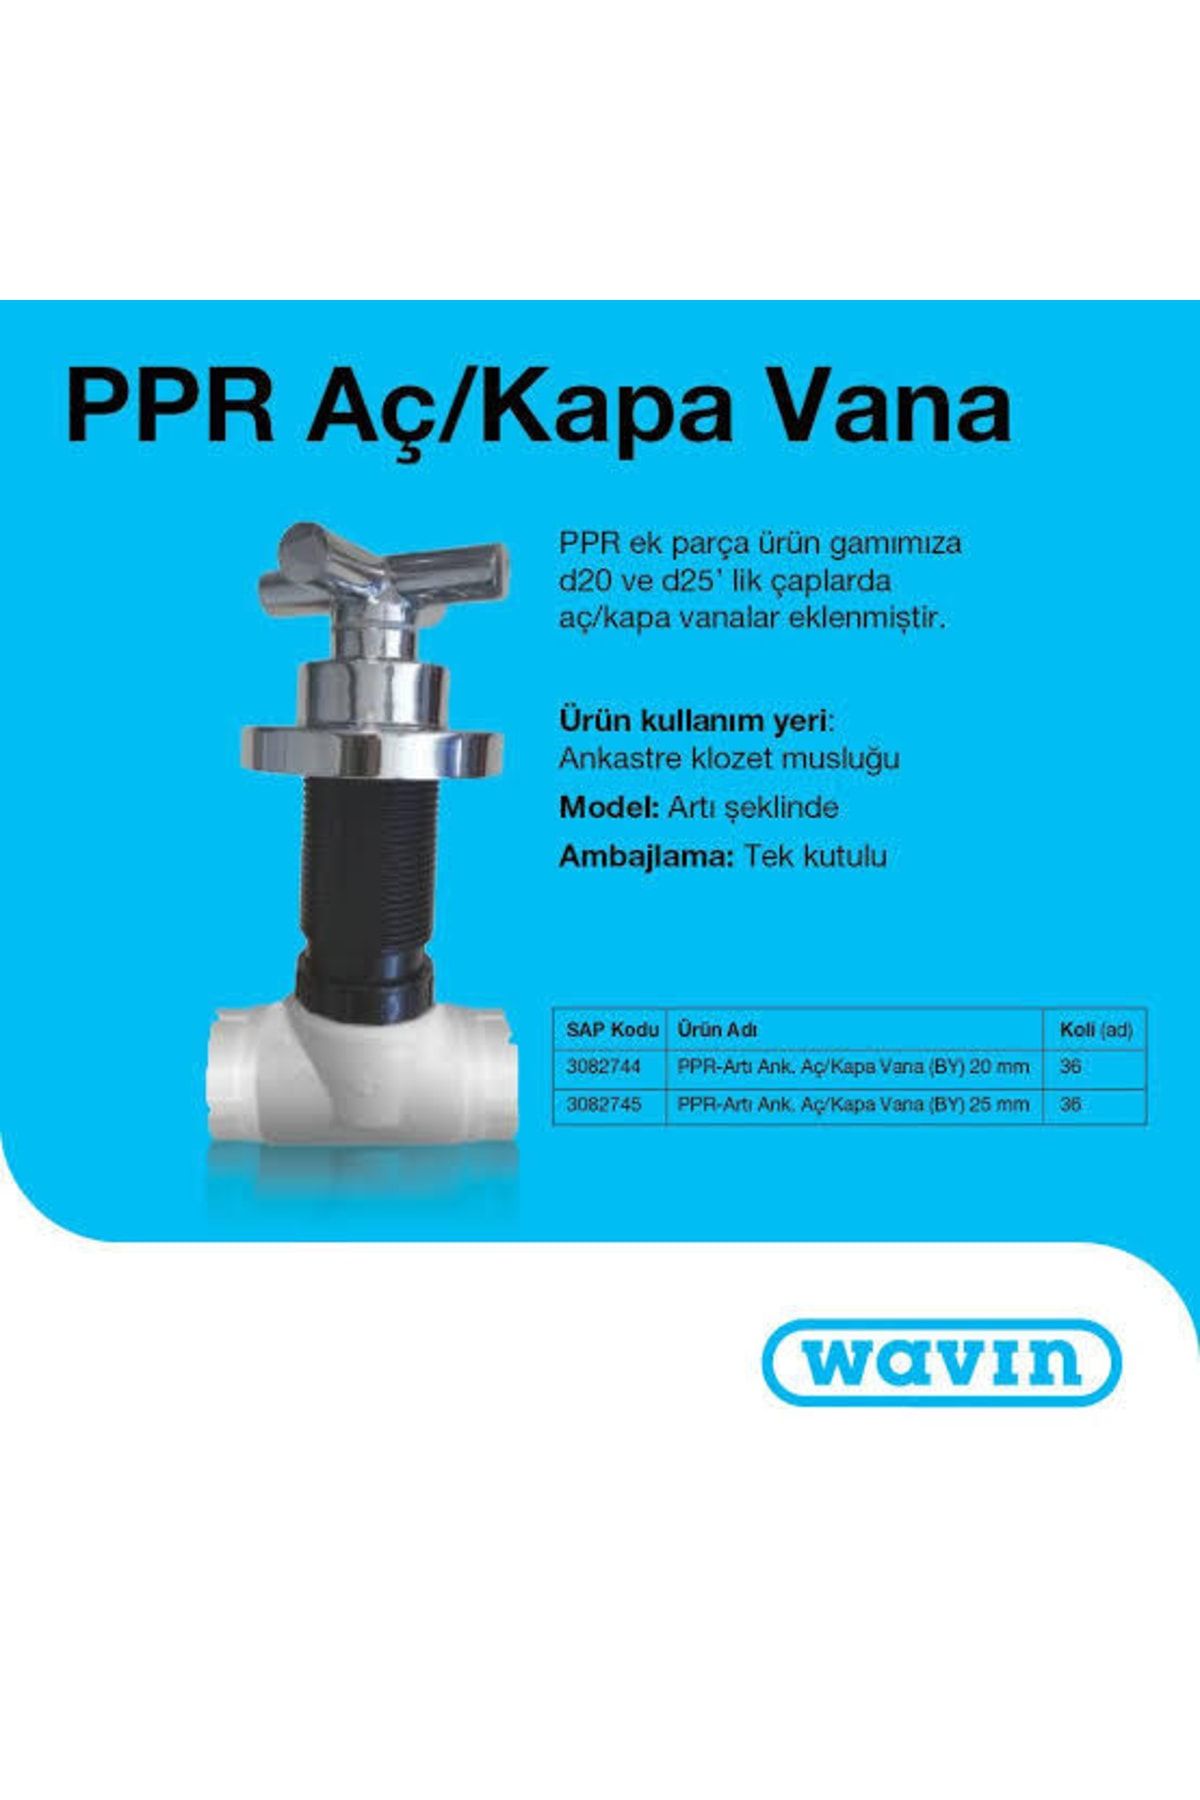 PPR Aç/Kapa Vana
PPR ek parça ürün gamımıza
d20 ve d25' lik çaplarda
aç/kapa vanalar eklenmiştir.
Ürün kullanım yeri:
Ankastre klozet musluğu
Model: Artı şeklinde
Ambajlama: Tek kutulu
SAP Kodu Ürün Adı Koli (ad)
3082744 PPR-Artı Ank. Aç/Kapa Vana (BY) 20 mm 36
3082745 PPR-Artı Ank. Aç/Kapa Vana (BY) 25 mm 36
wavin